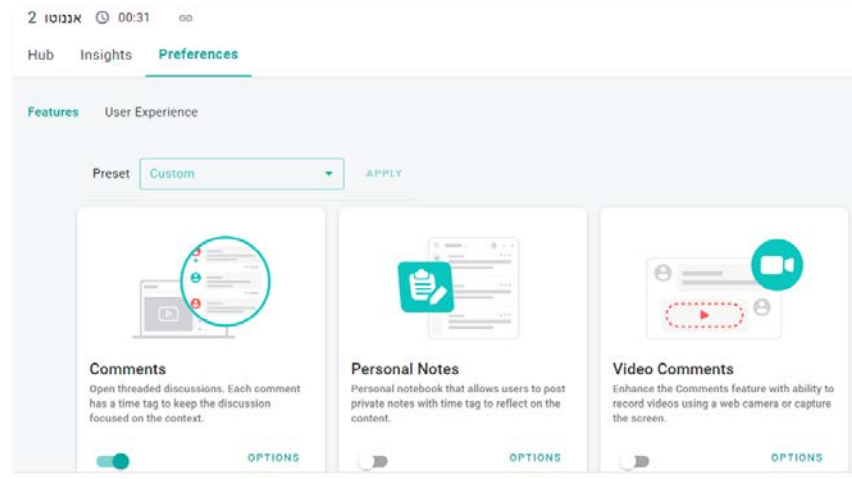 אננוטו 2 00:31
Hub Insights Preferences
Features User Experience
Preset Custom APPLY
Comments
Open threaded discussions. Each comment
has a time tag to keep the discussion
focused on the context.
OPTIONS
Personal Notes
Personal notebook that allows users to post
private notes with time tag to reflect on the
content.
OPTIONS
Video Comments
Enhance the Comments feature with ability to
record videos using a web camera or capture
the screen.
OPTIONS